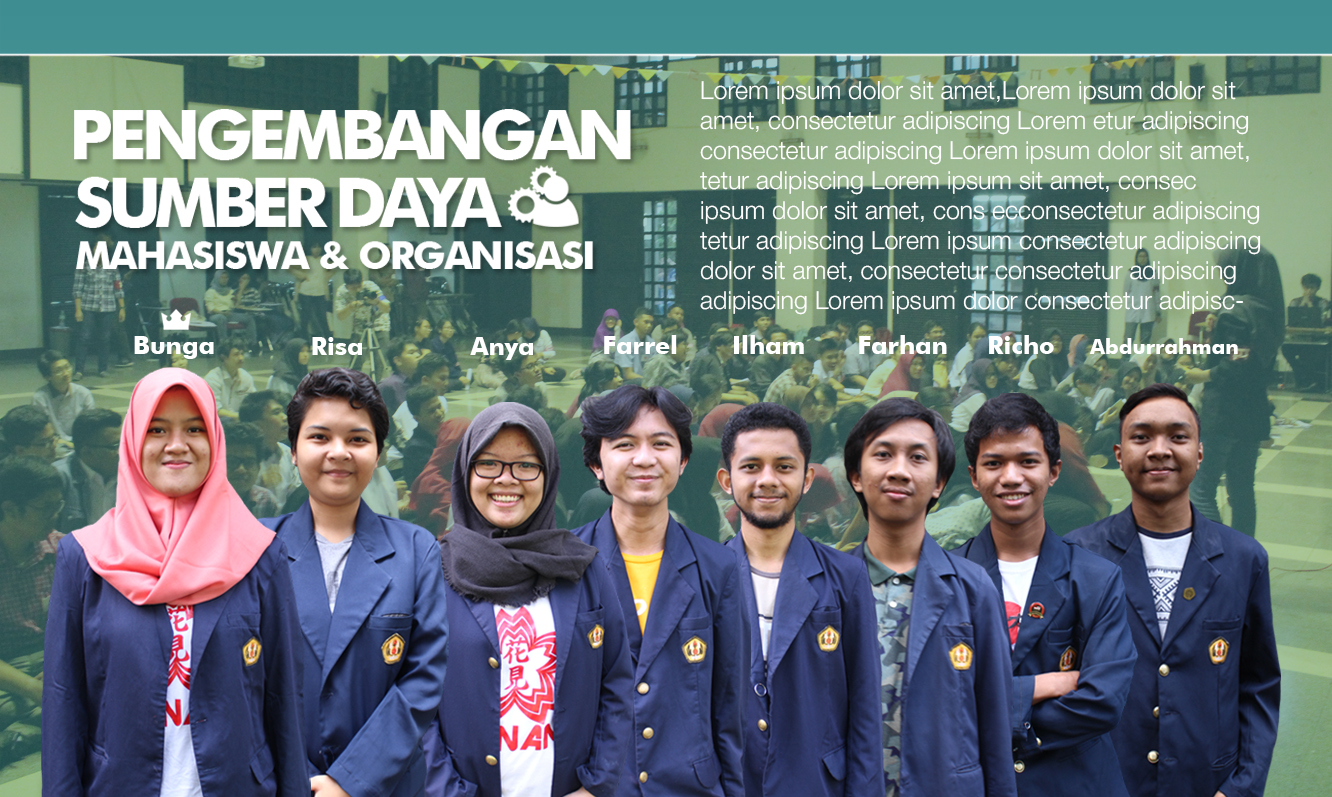 PENGEMBANGAN
SUMBER DAYA
MAHASISWA & ORGANISASI
Lorem ipsum dolor sit amet,Lorem ipsum dolor sit
amet, consectetur adipiscing Lorem etur adipiscing
consectetur adipiscing Lorem ipsum dolor sit amet,
tetur adipiscing Lorem ipsum sit amet, consec
ipsum dolor sit amet, cons ecconsectetur adipiscing
tetur adipiscing Lorem ipsum consectetur adipiscing
dolor sit amet, consectetur consectetur adipiscing
adipiscing Lorem ipsum dolor consectetur adipisc-
Bunga Risa Anya Farrel Ilham Farhan Richo Abdurrahman
花
見